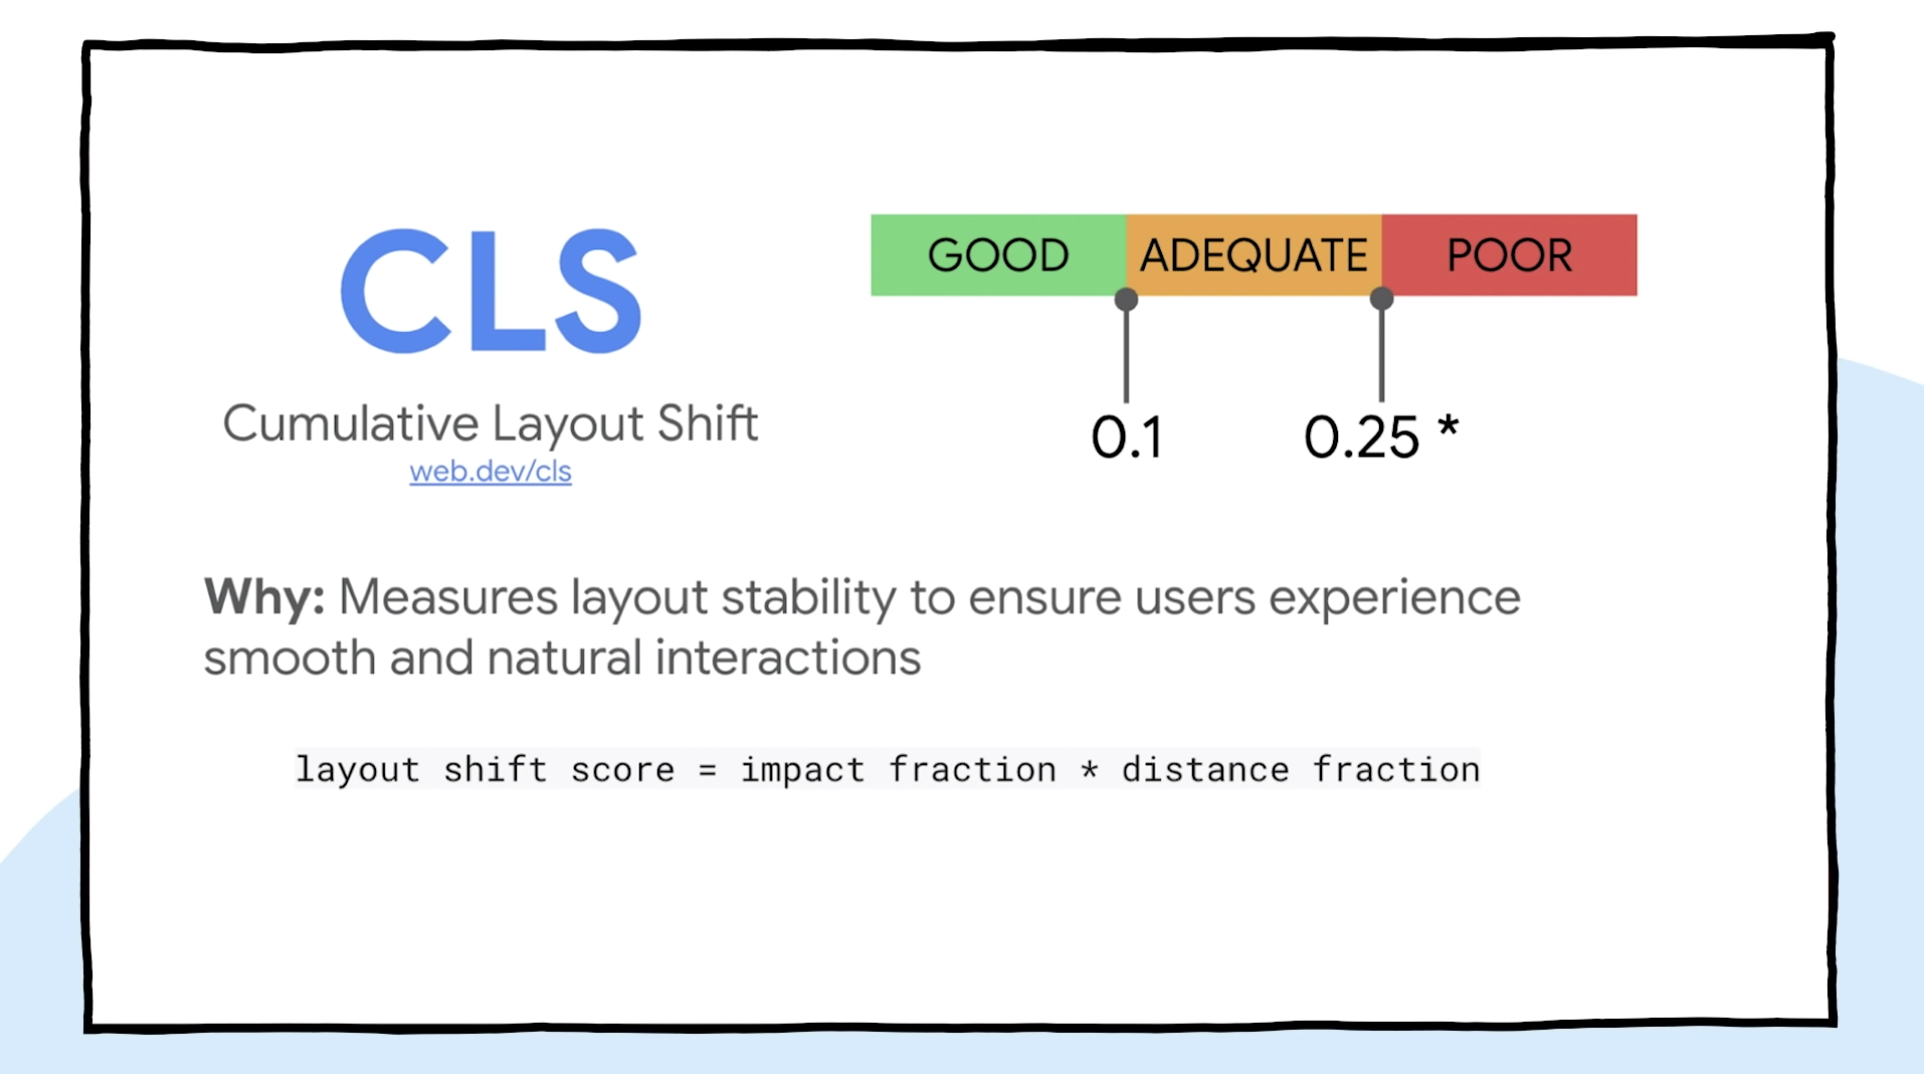 CLS
Cumulative Layout Shift
web.dev/cls
GOOD
ADEQUATE
POOR
0.1
0.25 *
Why: Measures layout stability to ensure users experience
smooth and natural interactions
layout shift score = impact fraction * distance fraction